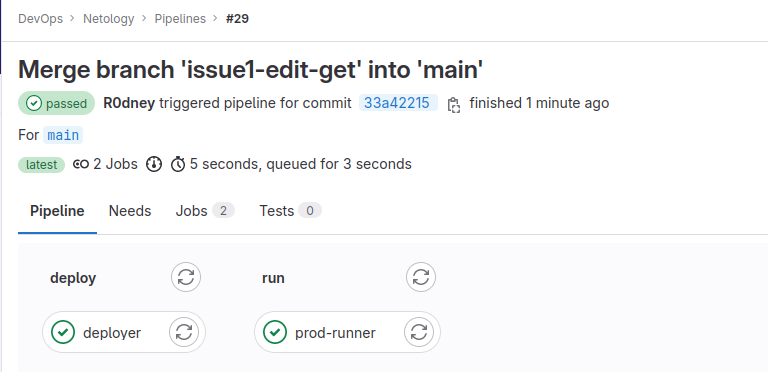 DevOps > Netology > Pipelines > #29
Merge branch 'issue1-edit-get' into 'main'
passed R0dney triggered pipeline for commit 33a42215 finished 1 minute ago
For main
latest 2 Jobs 5 seconds, queued for 3 seconds
Pipeline Needs Jobs 2 Tests 0
deploy run
deployer prod-runner